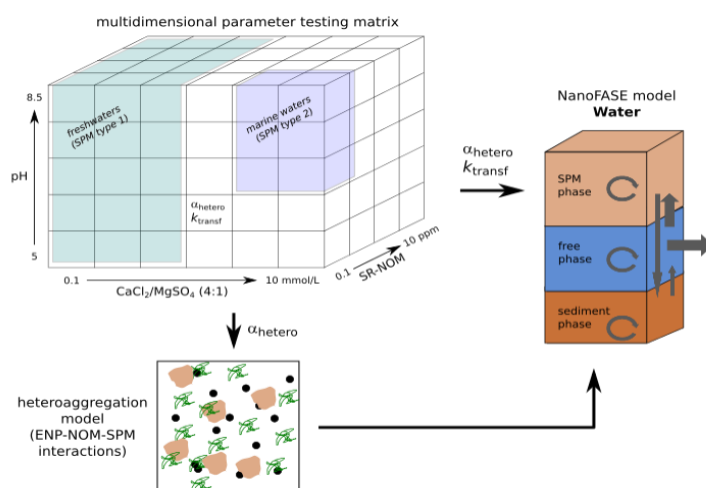 multidimensional parameter testing matrix
8.5
pH
5
freshwaters
(SPM type 1)
marine waters
(SPM type 2)
αhetero
ktransf
0.1
10 mmol/L
CaCl2/MgSO4 (4:1)
0.1
10 ppm
SR-NOM
αhetero
ktransf
NanoFASE model
Water
SPM
phase
free
phase
sediment
phase
αhetero
heteroaggregation
model
(ENP-NOM-SPM
interactions)